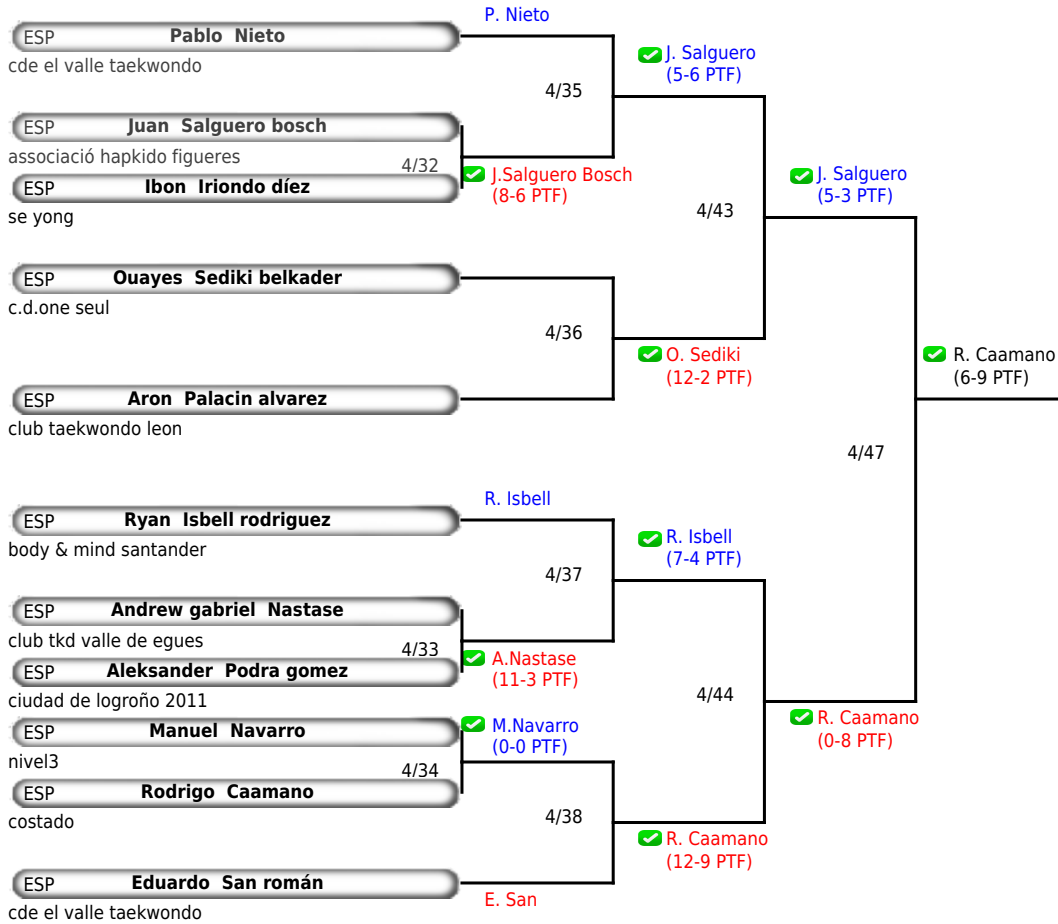 P. Nieto
ESP Pablo Nieto
cde el valle taekwondo
J. Salguero
(5-6 PTF)
4/35
ESP Juan Salguero bosch
associació hapkido figueres
4/32
J.Salguero Bosch
(8-6 PTF)
ESP Ibon Iriondo díez
se yong
J. Salguero
(5-3 PTF)
4/43
ESP Ouayes Sediki belkader
c.d.one seul
4/36
O. Sediki
(12-2 PTF)
R. Caamano
(6-9 PTF)
ESP Aron Palacin alvarez
club taekwondo leon
4/47
R. Isbell
ESP Ryan Isbell rodriguez
body & mind santander
R. Isbell
(7-4 PTF)
4/37
ESP Andrew gabriel Nastase
club tkd valle de egues
4/33
A.Nastase
(11-3 PTF)
ESP Aleksander Podra gomez
ciudad de logroño 2011
4/44
M.Navarro
(0-0 PTF)
ESP Manuel Navarro
nivel3
R. Caamano
(0-8 PTF)
4/34
ESP Rodrigo Caamano
costado
4/38
R. Caamano
(12-9 PTF)
ESP Eduardo San román
E. San
cde el valle taekwondo